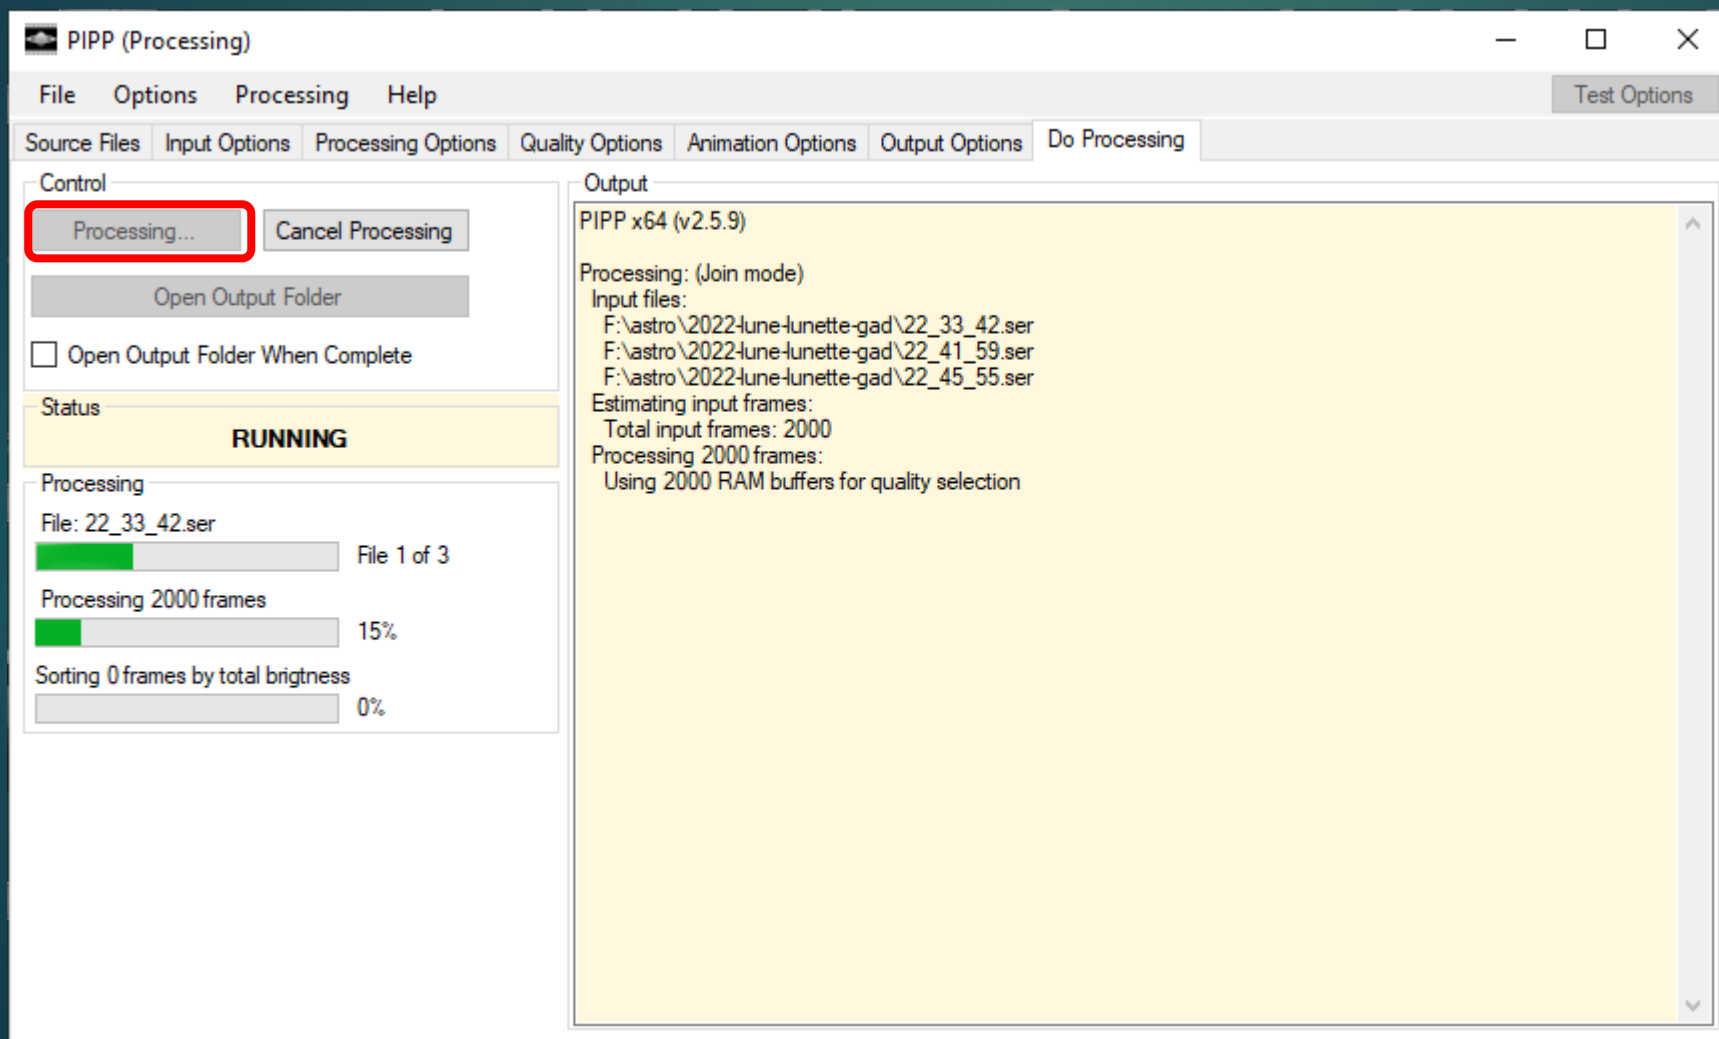 PIPP (Processing)
File Options Processing Help Test Options
Source Files Input Options Processing Options Quality Options Animation Options Output Options Do Processing
Control
Processing... Cancel Processing
Open Output Folder
Open Output Folder When Complete
Status
RUNNING
Processing
File: 22_33_42.ser
File 1 of 3
Processing 2000 frames
15%
Sorting 0 frames by total brigtness
0%
Output
PIPP x64 (v2.5.9)
Processing: (Join mode)
Input files:
F:\astro\2022-lune-lunette-gad\22_33_42.ser
F:\astro\2022-lune-lunette-gad\22_41_59.ser
F:\astro\2022-lune-lunette-gad\22_45_55.ser
Estimating input frames:
Total input frames: 2000
Processing 2000 frames:
Using 2000 RAM buffers for quality selection